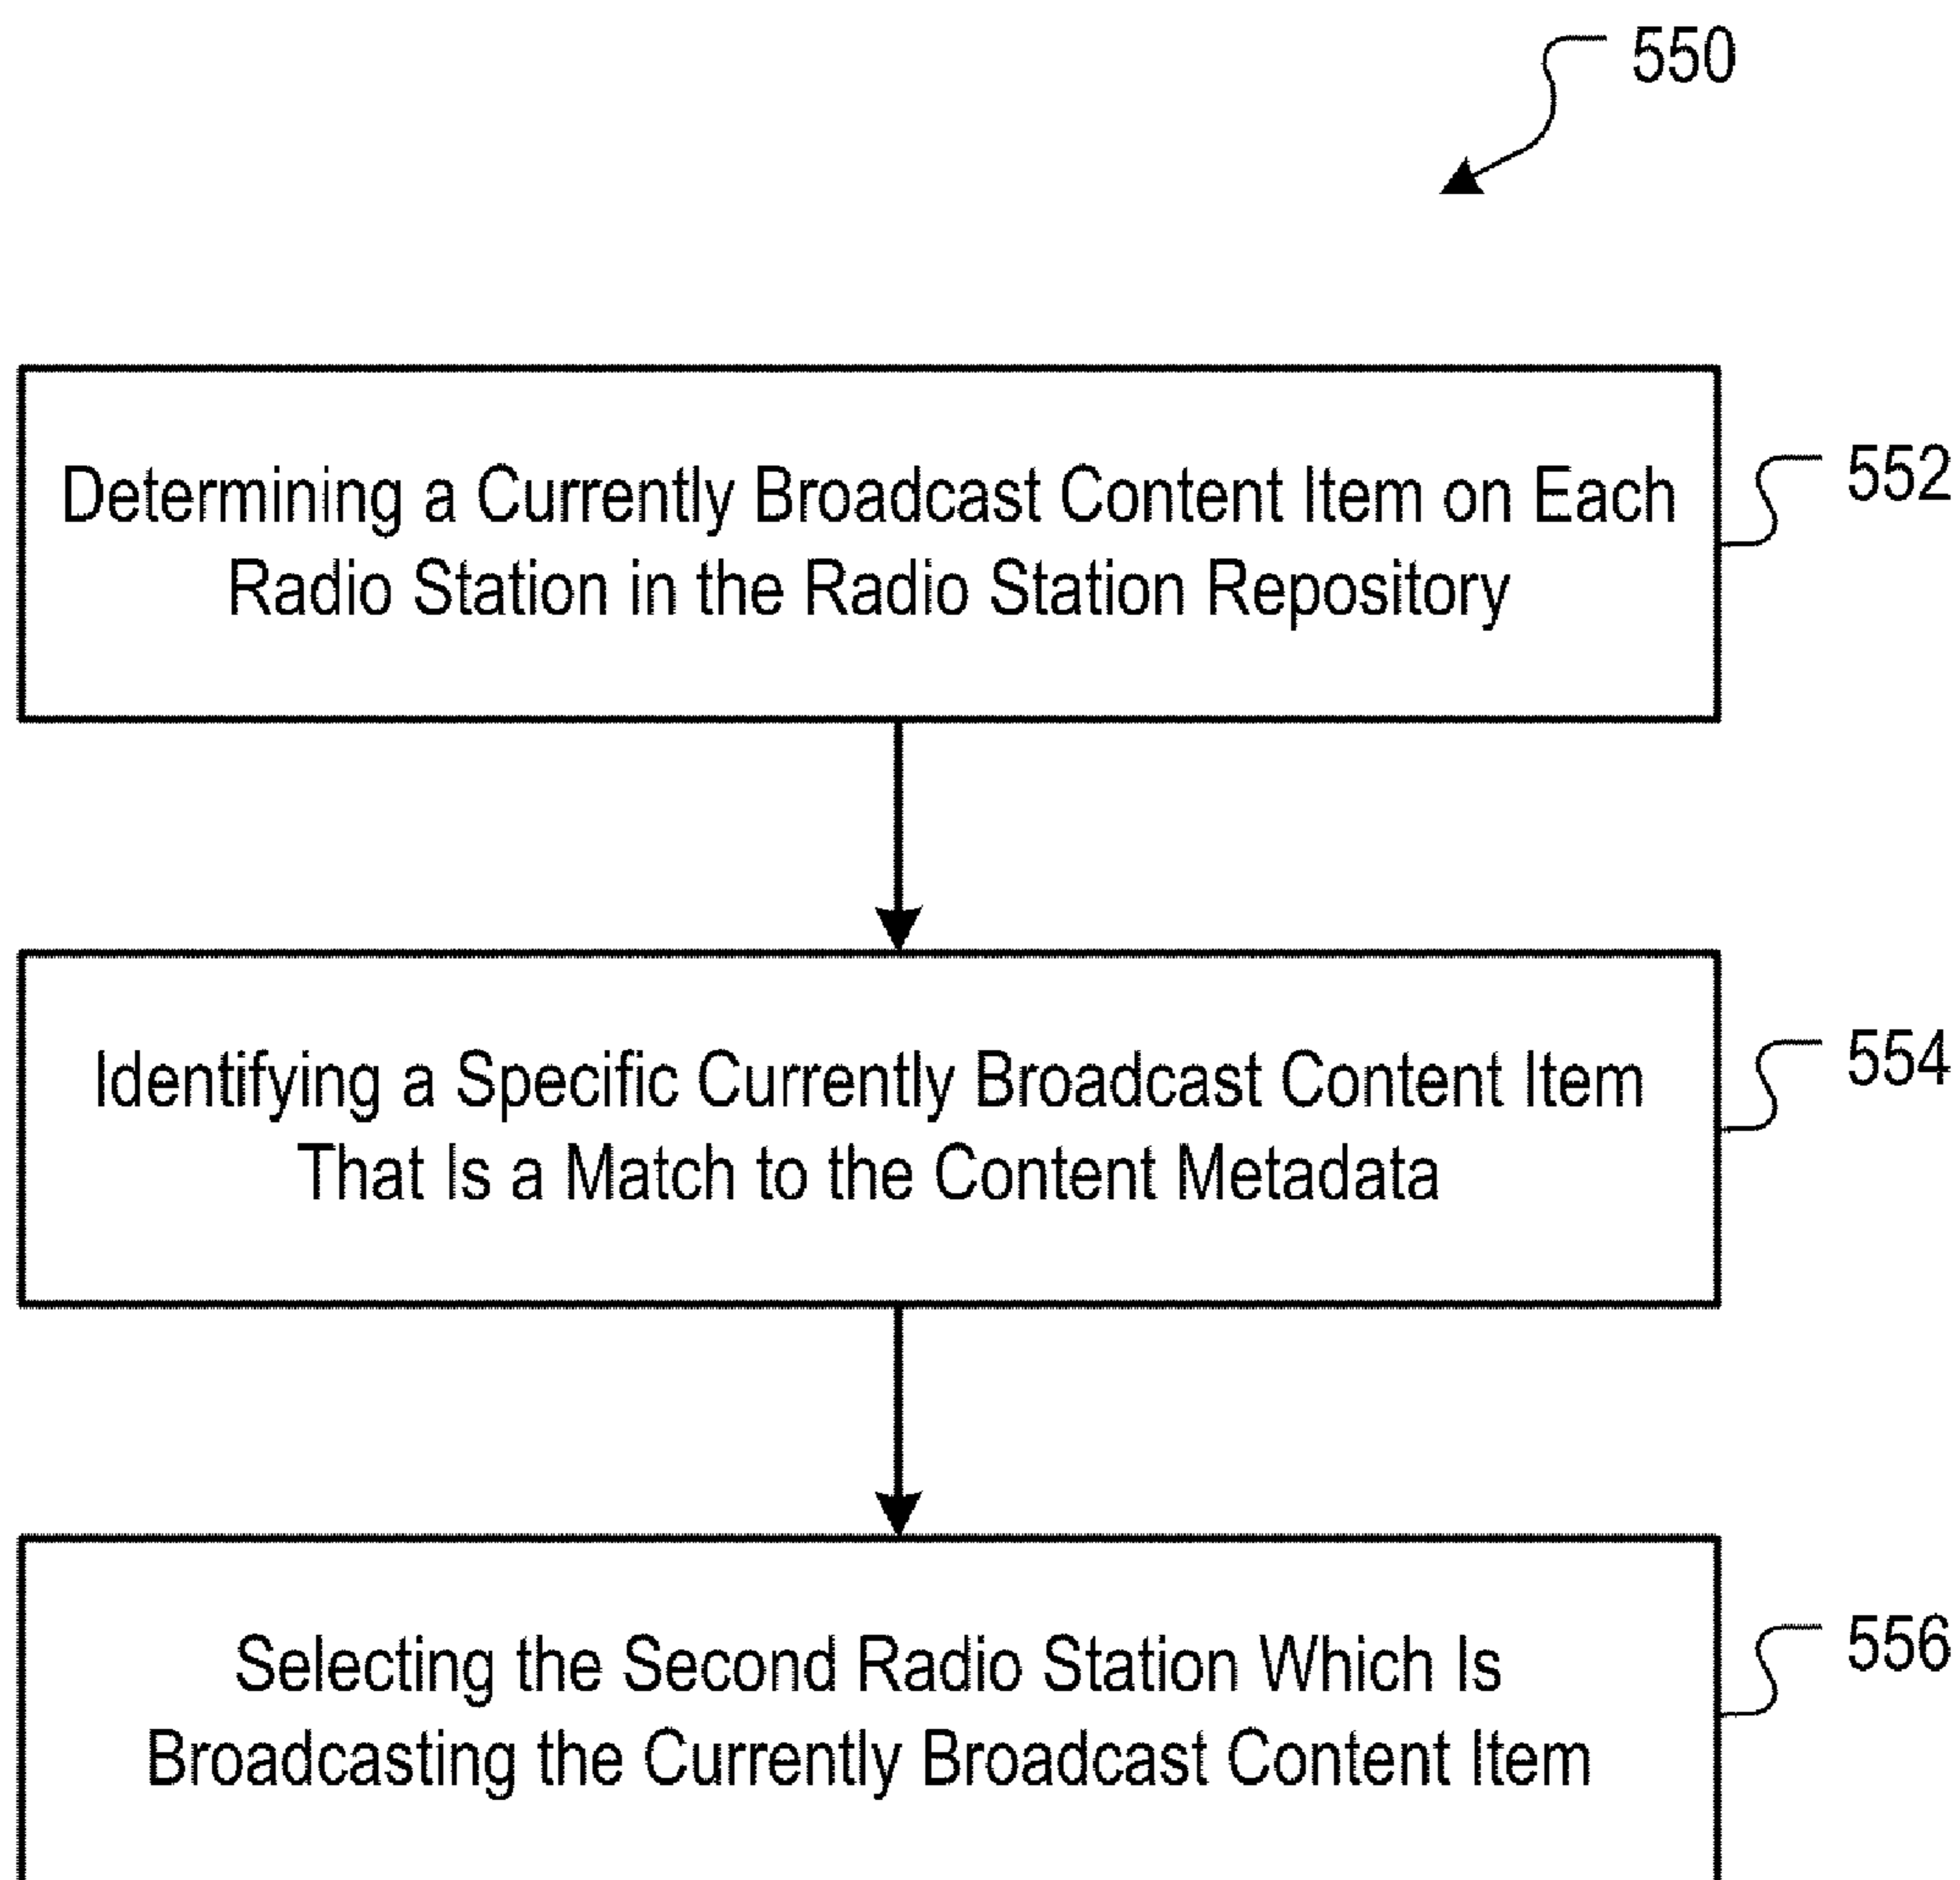 550
Determining a Currently Broadcast Content Item on Each
Radio Station in the Radio Station Repository
552
Identifying a Specific Currently Broadcast Content Item
That Is a Match to the Content Metadata
554
Selecting the Second Radio Station Which Is
Broadcasting the Currently Broadcast Content Item
556